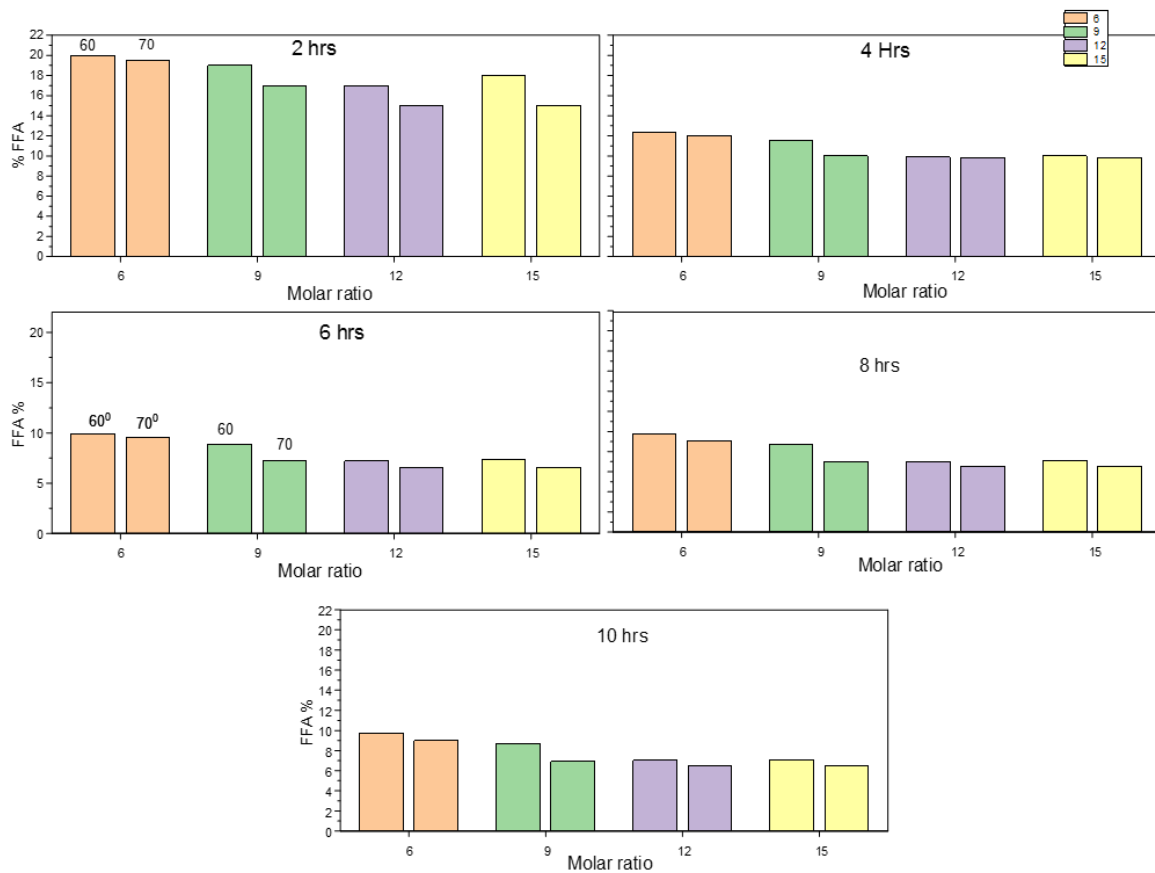 6
9
12
15
2 hrs
60 70
% FFA
22
20
18
16
14
12
10
8
6
4
2
0
6 9 12 15
Molar ratio
4 Hrs
6 9 12 15
Molar ratio
6 hrs
FFA %
20
15
10
5
0
60⁰ 70⁰ 60 70
6 9 12 15
Molar ratio
8 hrs
6 9 12 15
Molar ratio
10 hrs
FFA %
22
20
18
16
14
12
10
8
6
4
2
0
6 9 12 15
Molar ratio